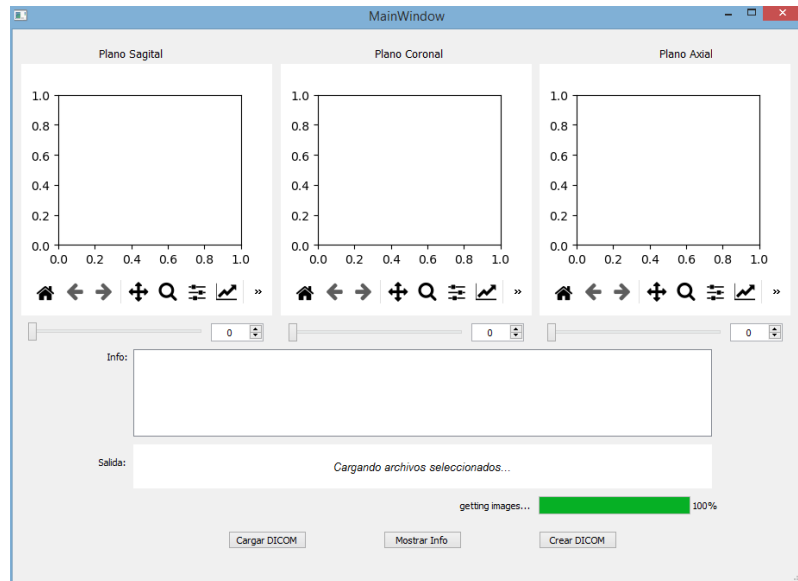 MainWindow
Plano Sagital Plano Coronal Plano Axial
1.0 1.0 1.0
0.8 0.8 0.8
0.6 0.6 0.6
0.4 0.4 0.4
0.2 0.2 0.2
0.0 0.0 0.0
0.0 0.2 0.4 0.6 0.8 1.0 0.0 0.2 0.4 0.6 0.8 1.0 0.0 0.2 0.4 0.6 0.8 1.0
» » »
0 0 0
Info:
Salida: Cargando archivos seleccionados...
getting images... 100%
Cargar DICOM Mostrar Info Crear DICOM